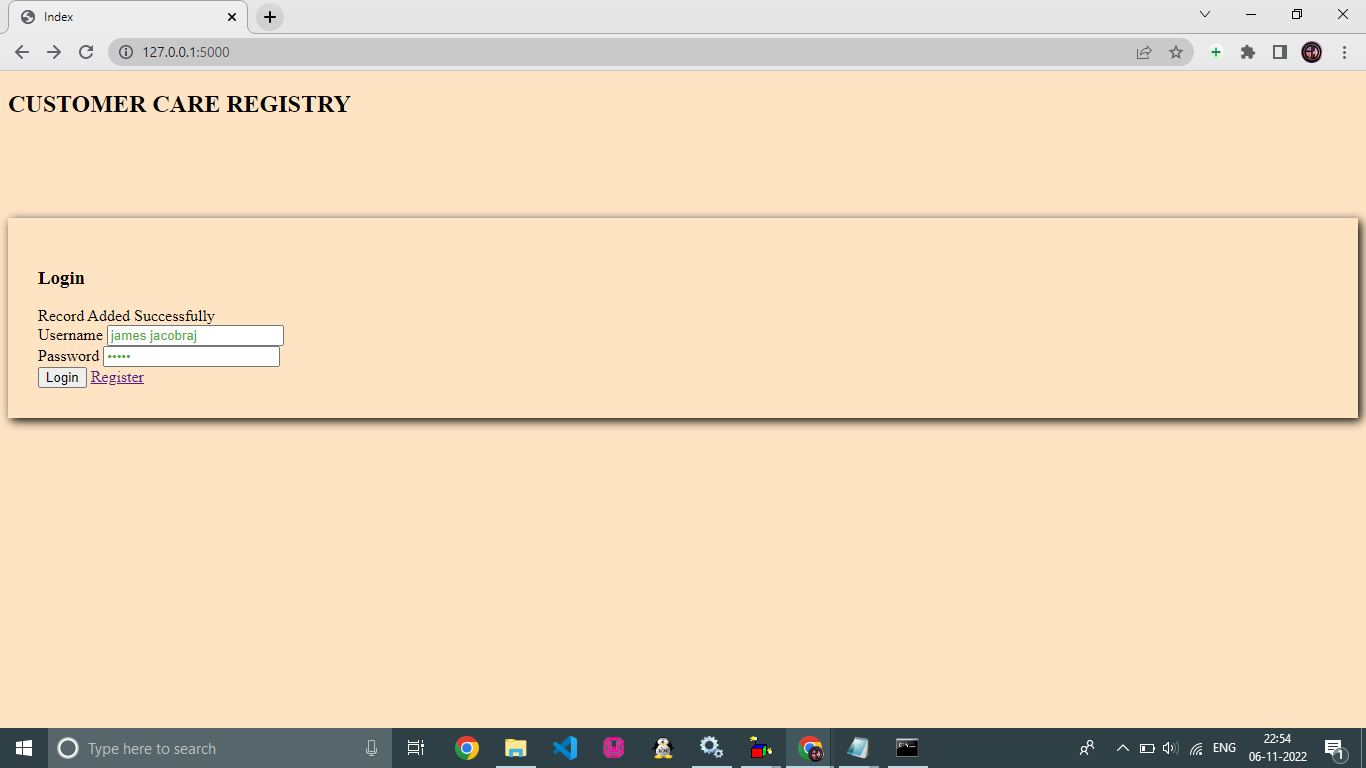 Index
127.0.0.1:5000
CUSTOMER CARE REGISTRY
Login
Record Added Successfully
Username james jacobraj
Password •••••
Login Register
Type here to search
ENG
22:54
06-11-2022
1